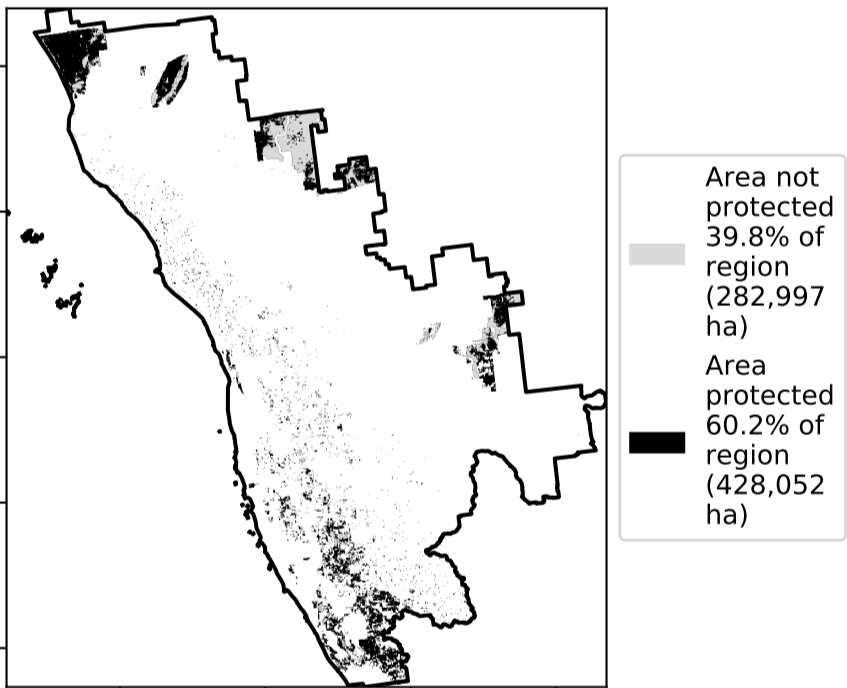 Area not
protected
39.8% of
region
(282,997
ha)
Area
protected
60.2% of
region
(428,052
ha)